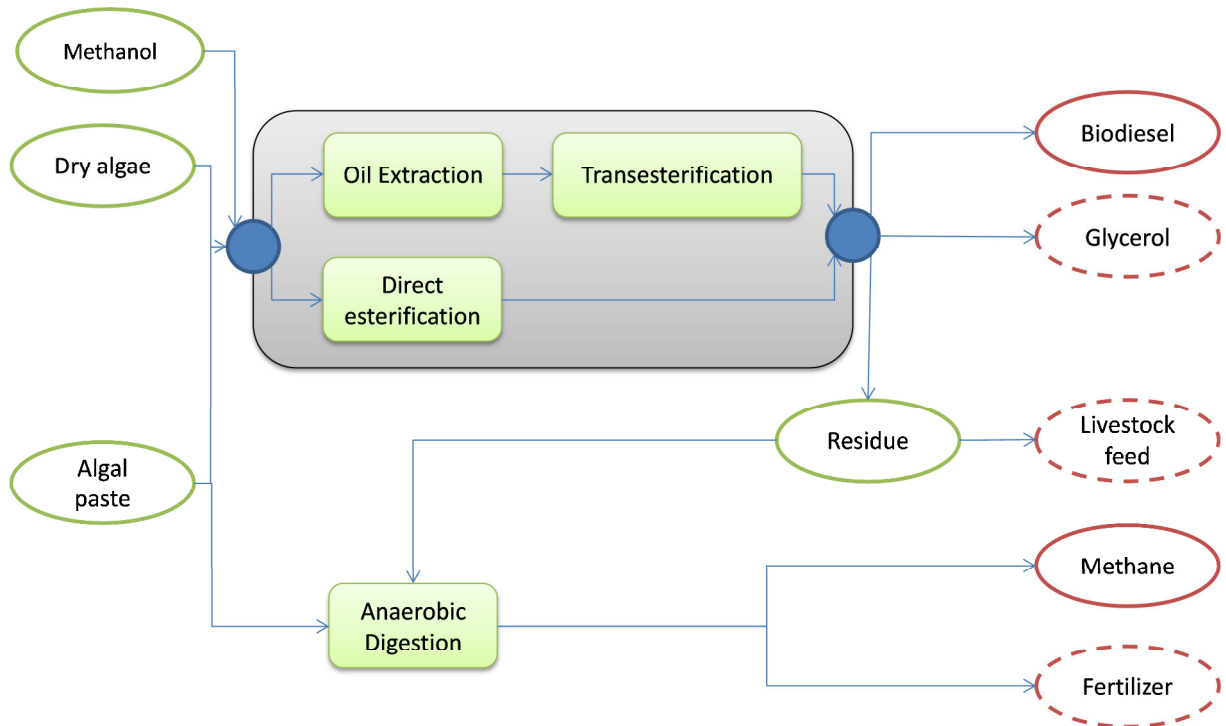 Methanol
Dry algae
Algal
paste
Oil Extraction
Transesterification
Direct
esterification
Biodiesel
Glycerol
Residue
Livestock
feed
Anaerobic
Digestion
Methane
Fertilizer